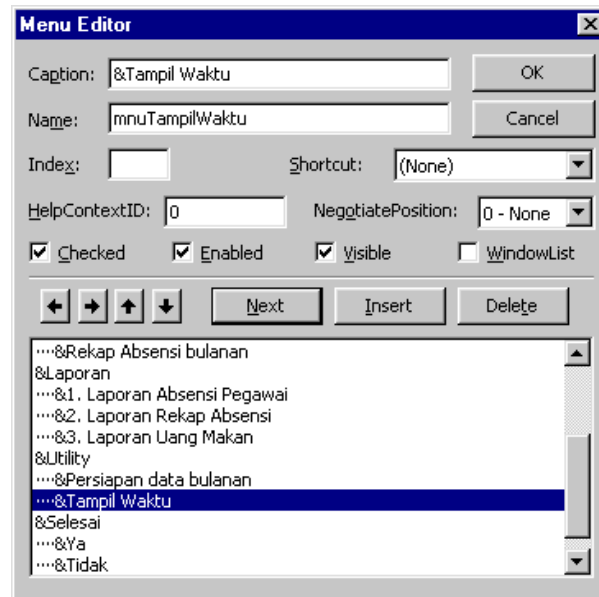 Menu Editor
Caption: &Tampil Waktu OK
Name: mnuTampilWaktu Cancel
Index: Shortcut: (None)
HelpContextID: 0 NegotiatePosition: 0 - None
Checked Enabled Visible WindowList
Next Insert Delete
····&Rekap Absensi bulanan
&Laporan
····&1. Laporan Absensi Pegawai
····&2. Laporan Rekap Absensi
····&3. Laporan Uang Makan
&Utility
····&Persiapan data bulanan
····&Tampil Waktu
&Selesai
····&Ya
····&Tidak